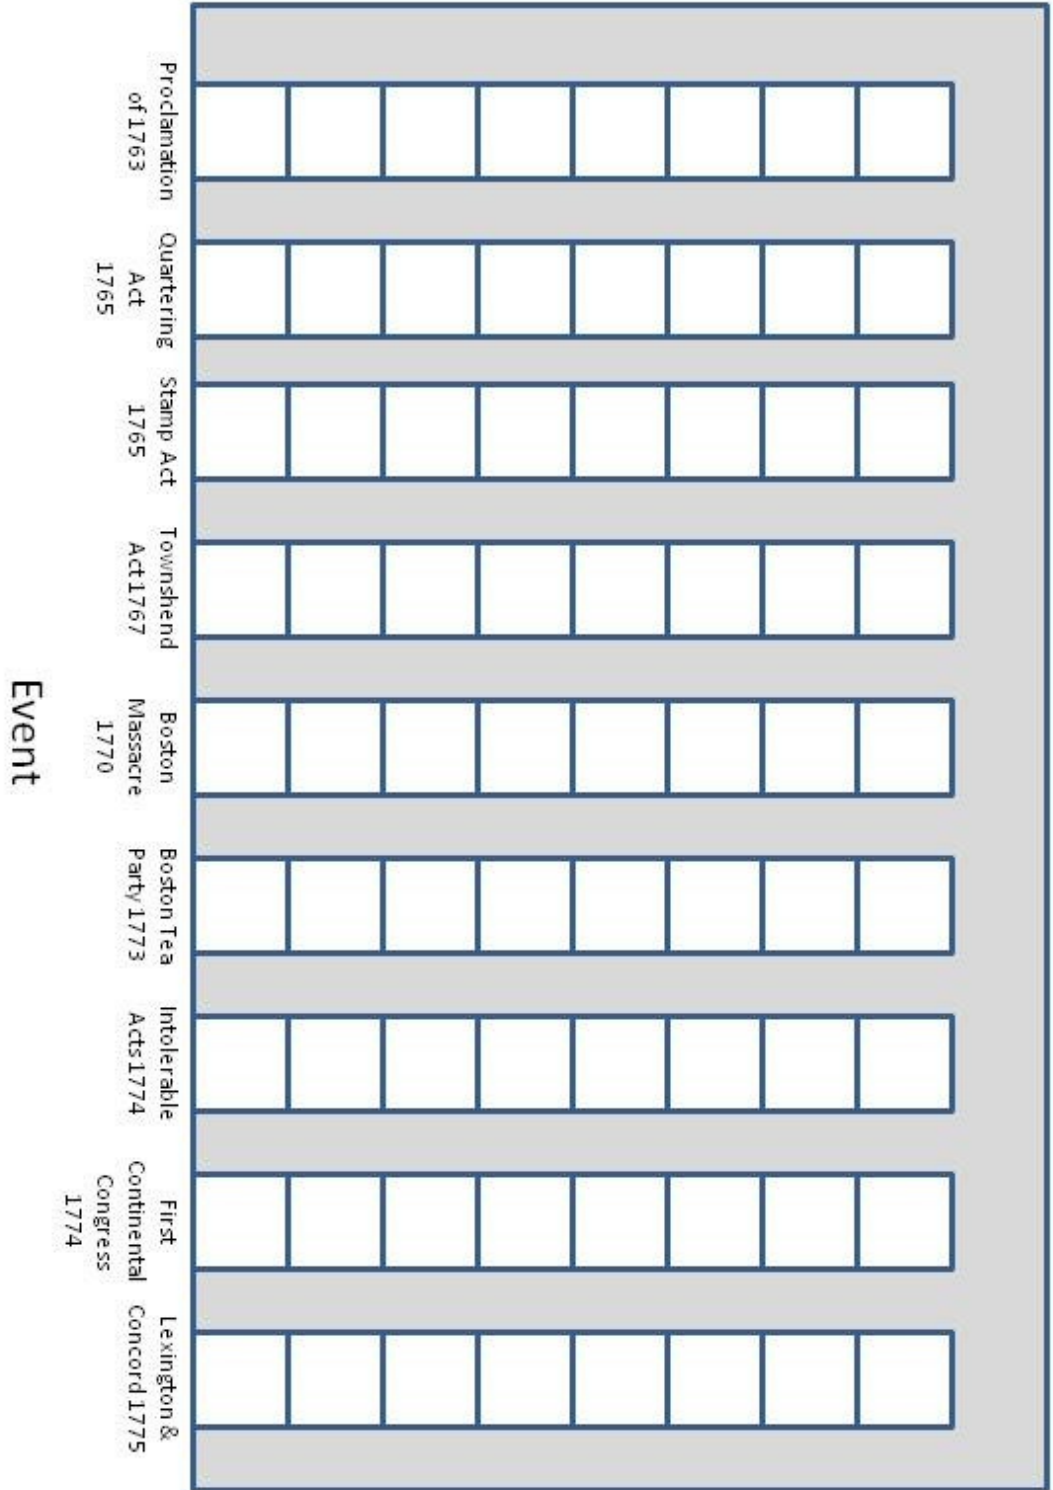 Proclamation
of 1763
Quartering
Act
1765
Stamp Act
1765
Townshend
Act 1767
Boston
Massacre
1770
Boston Tea
Party 1773
Intolerable
Acts 1774
First
Continental
Congress
1774
Lexington &
Concord 1775
Event